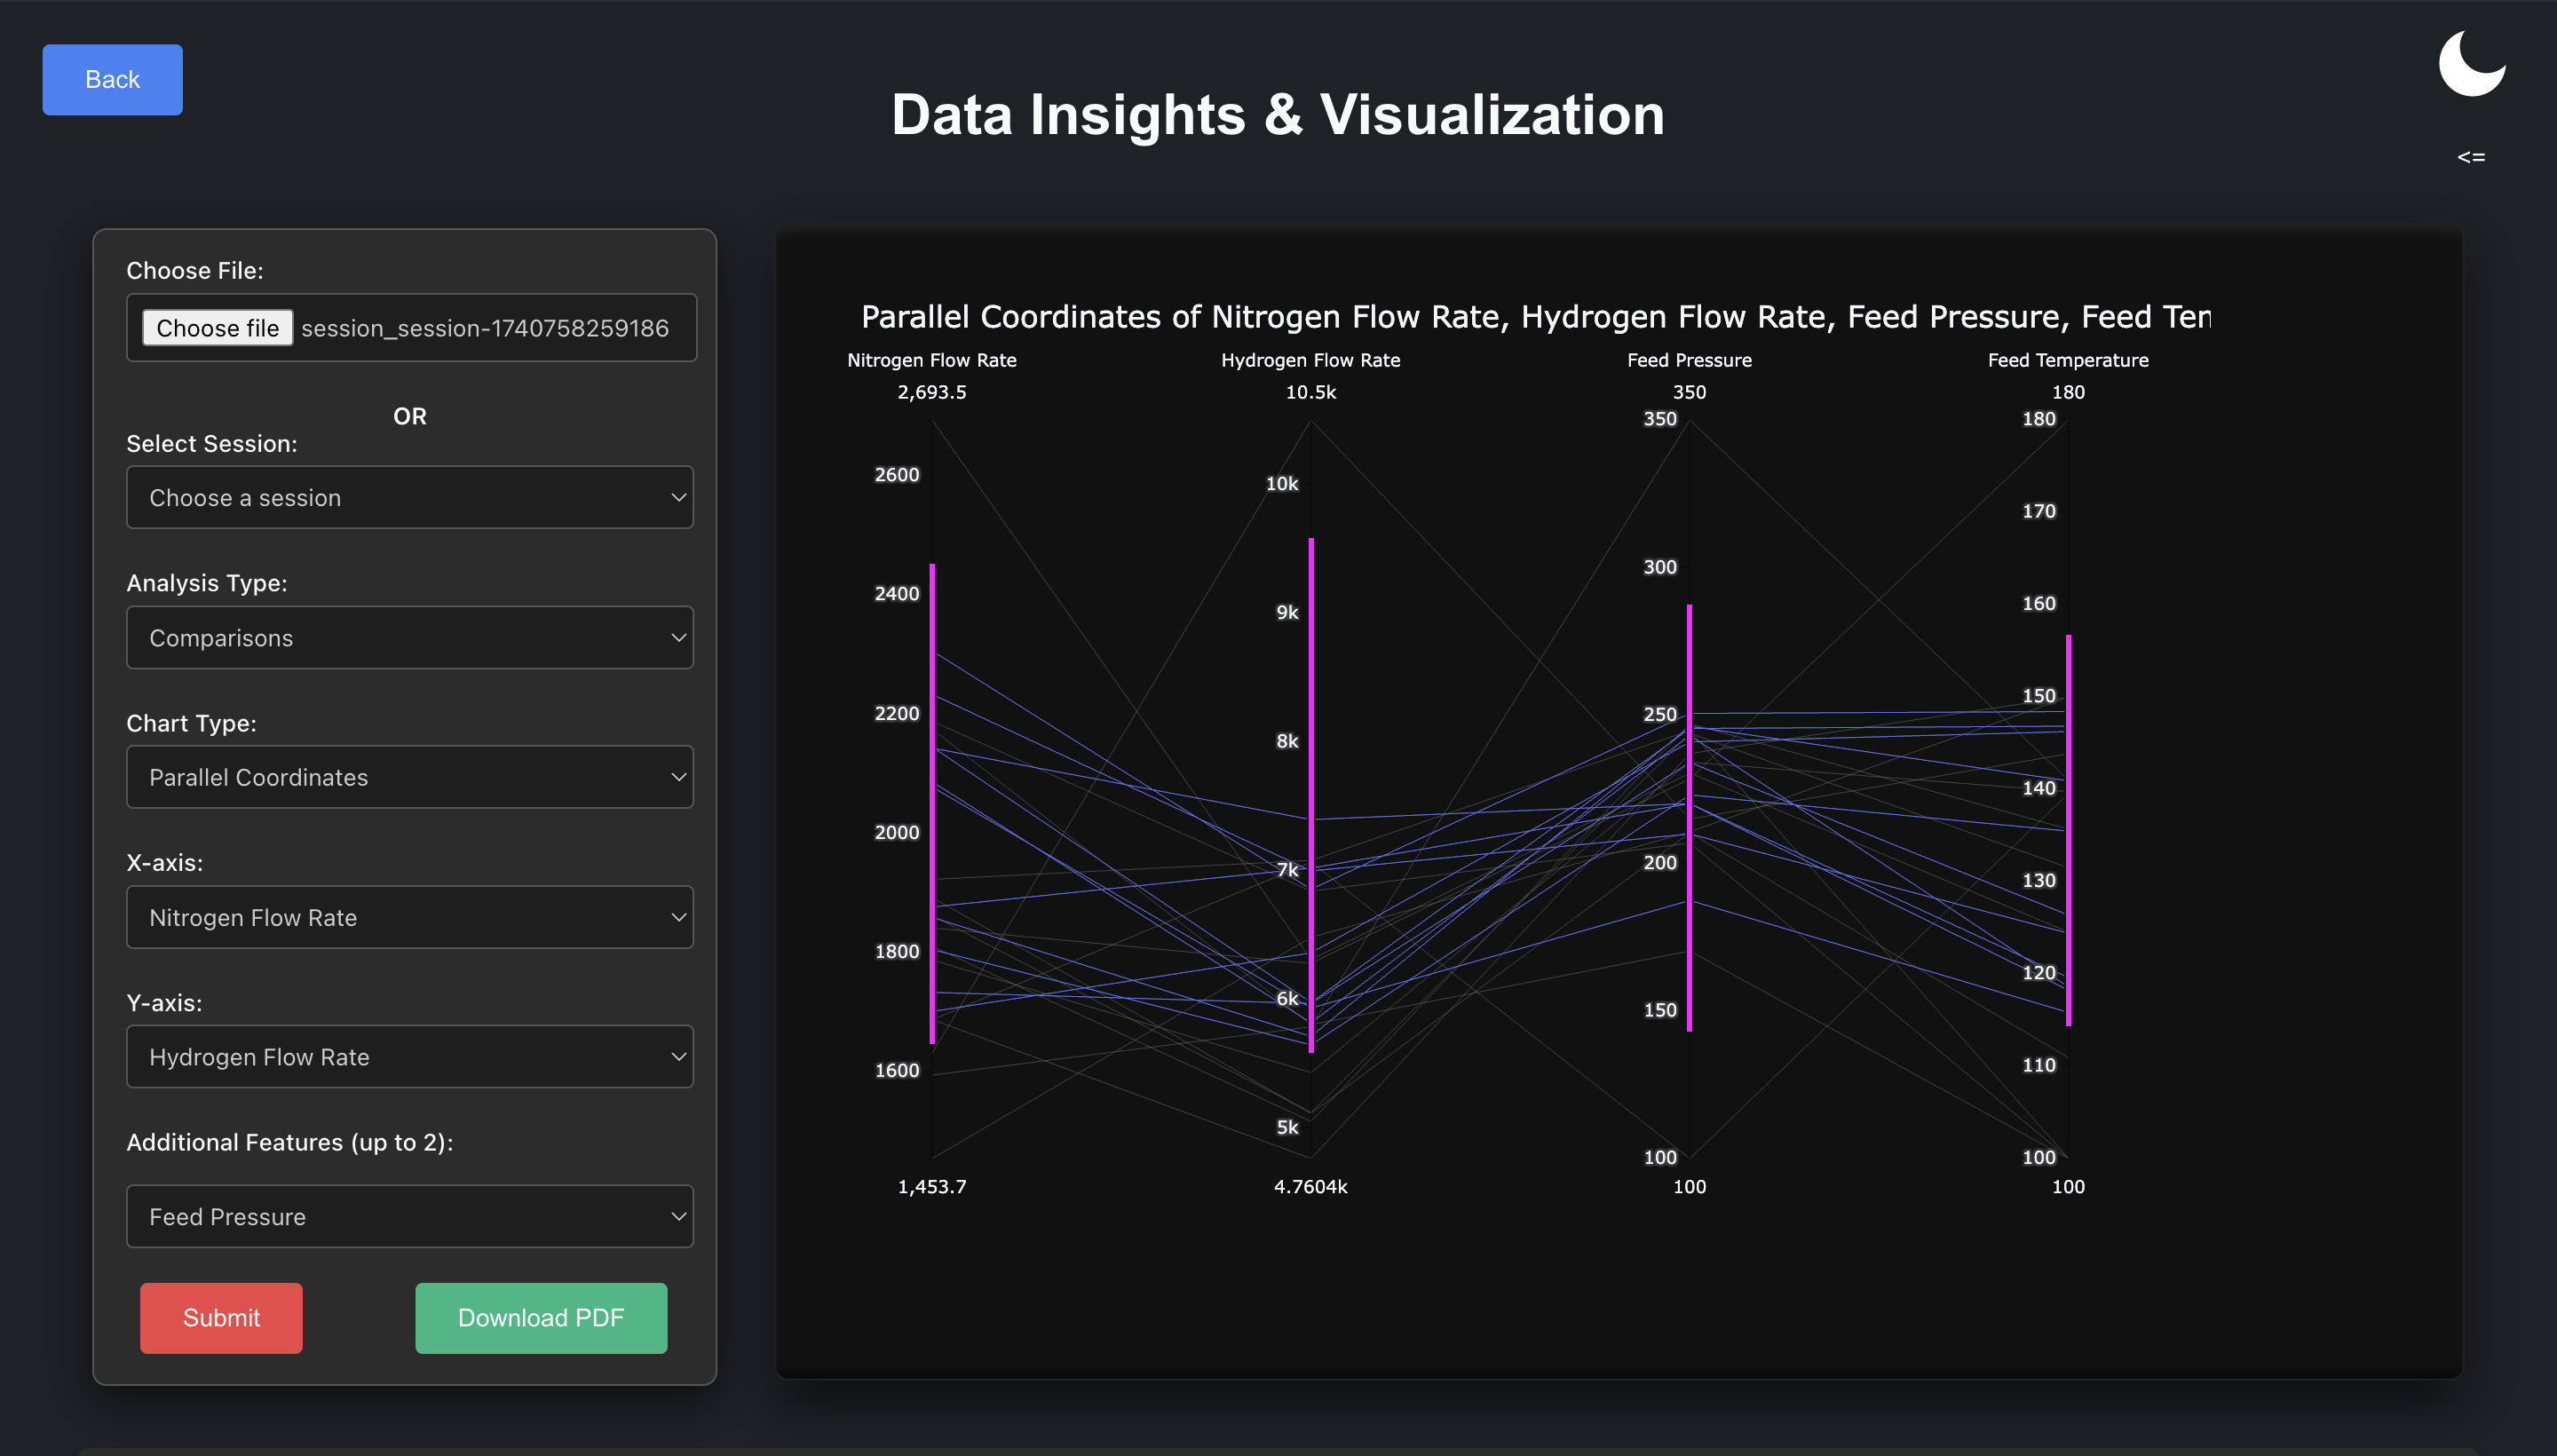 Back
Data Insights & Visualization
<=
Choose File:
Choose file session_session-1740758259186
OR
Select Session:
Choose a session
Analysis Type:
Comparisons
Chart Type:
Parallel Coordinates
X-axis:
Nitrogen Flow Rate
Y-axis:
Hydrogen Flow Rate
Additional Features (up to 2):
Feed Pressure
Submit
Download PDF
Parallel Coordinates of Nitrogen Flow Rate, Hydrogen Flow Rate, Feed Pressure, Feed
Nitrogen Flow Rate
2,693.5
2600
2400
2200
2000
1800
1600
1,453.7
Hydrogen Flow Rate
10.5k
10k
9k
8k
7k
6k
5k
4.7604k
Feed Pressure
350
350
300
250
200
150
100
100
Feed Temperature
180
180
170
160
150
140
130
120
110
100
100